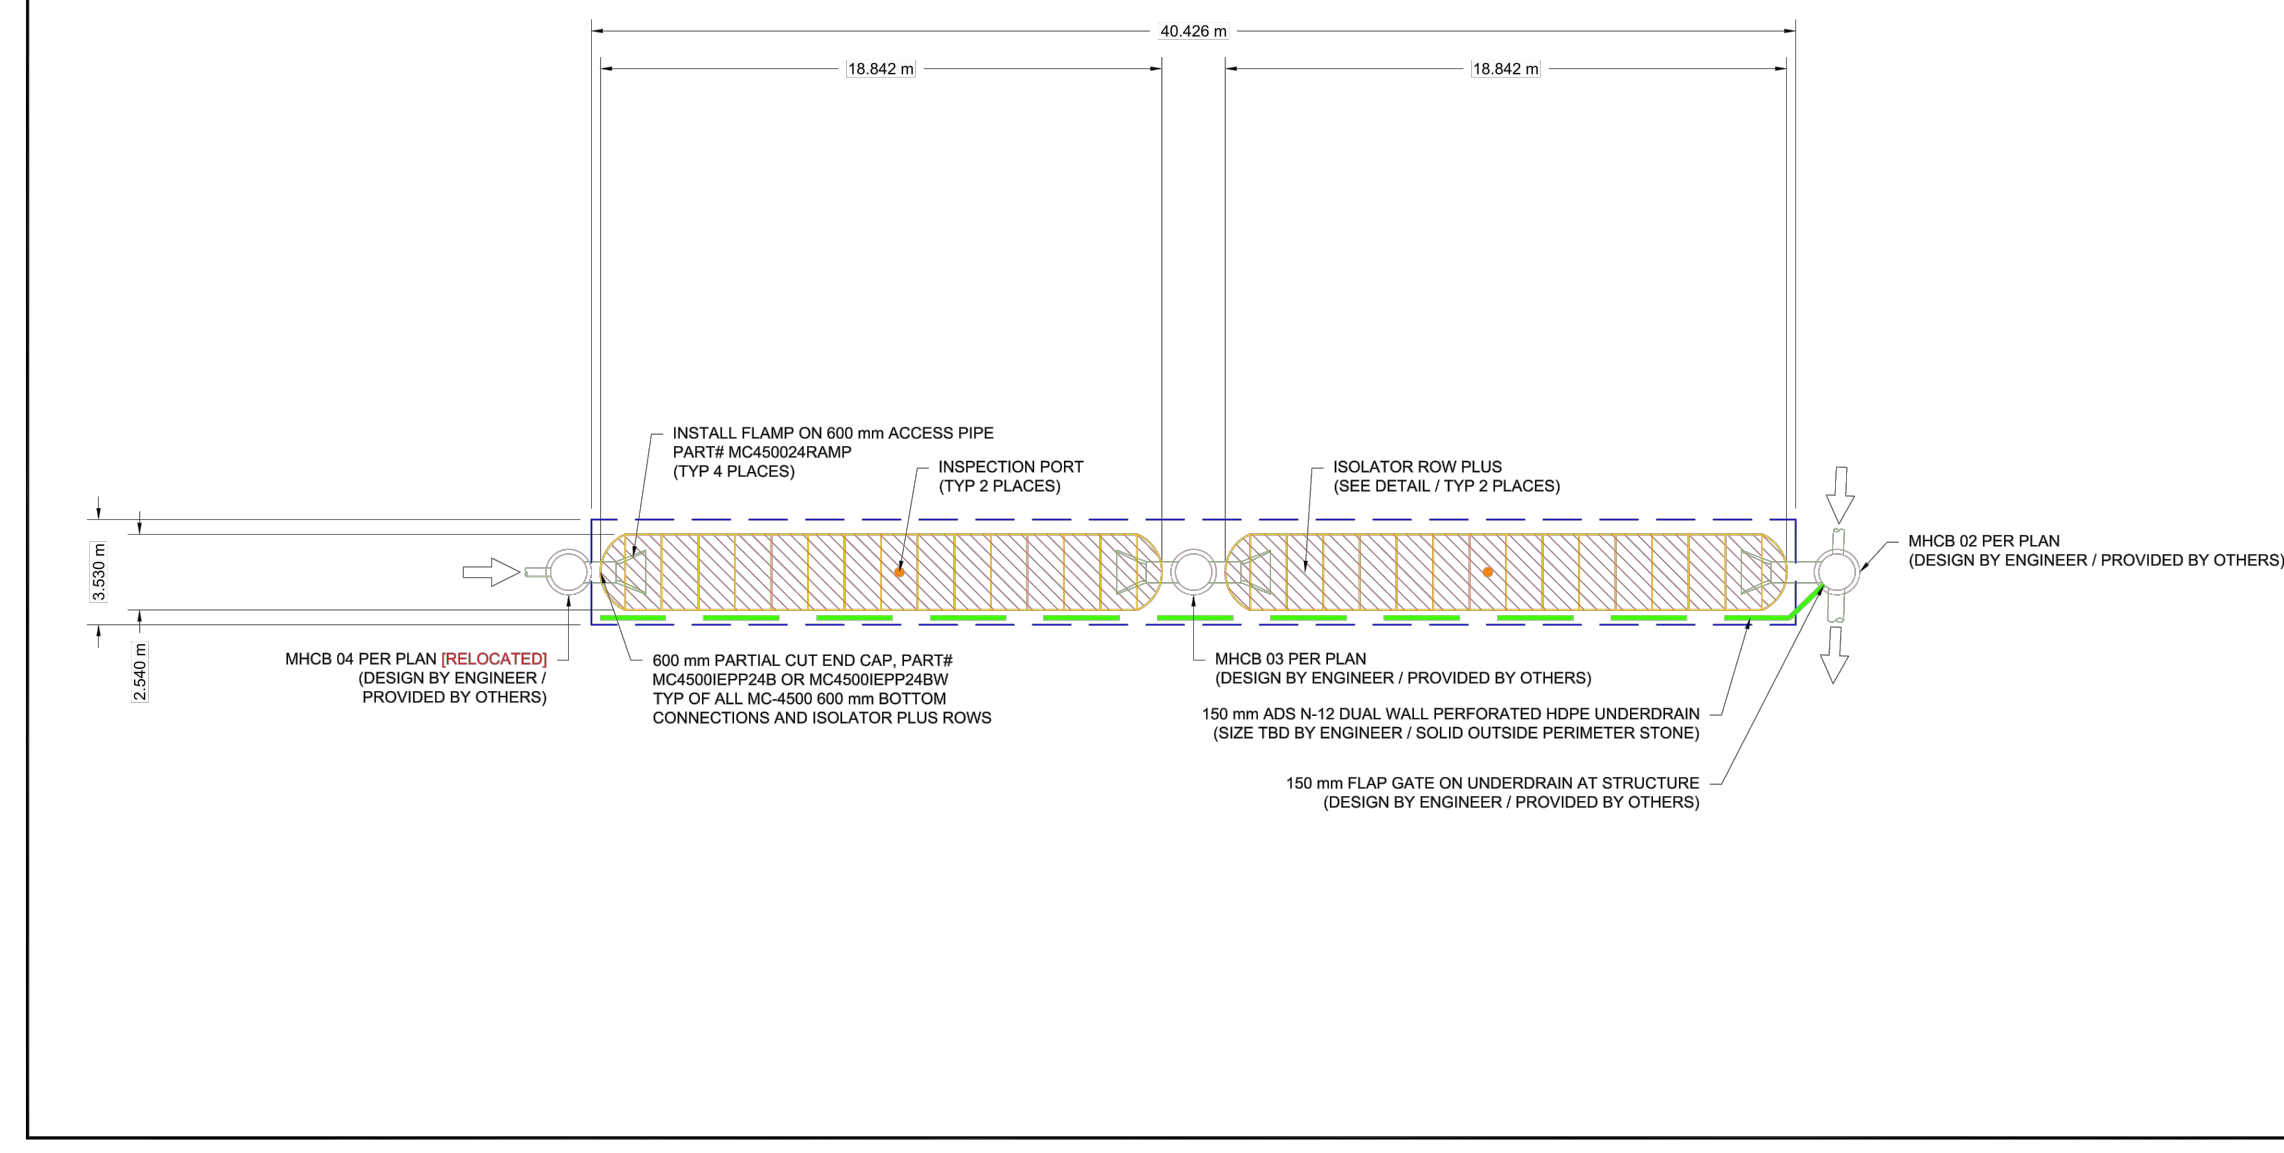 40.426 m
18.842 m
18.842 m
INSTALL FLAMP ON 600 mm ACCESS PIPE
PART# MC450024RAMP
(TYP 4 PLACES)
INSPECTION PORT
(TYP 2 PLACES)
ISOLATOR ROW PLUS
(SEE DETAIL / TYP 2 PLACES)
MHCB 02 PER PLAN
(DESIGN BY ENGINEER / PROVIDED BY OTHERS)
3.530 m
2.540 m
MHCB 04 PER PLAN [RELOCATED]
(DESIGN BY ENGINEER /
PROVIDED BY OTHERS)
600 mm PARTIAL CUT END CAP, PART#
MC4500IEPP24B OR MC4500IEPP24BW
TYP OF ALL MC-4500 600 mm BOTTOM
CONNECTIONS AND ISOLATOR PLUS ROWS
MHCB 03 PER PLAN
(DESIGN BY ENGINEER / PROVIDED BY OTHERS)
150 mm ADS N-12 DUAL WALL PERFORATED HDPE UNDERDRAIN
(SIZE TBD BY ENGINEER / SOLID OUTSIDE PERIMETER STONE)
150 mm FLAP GATE ON UNDERDRAIN AT STRUCTURE
(DESIGN BY ENGINEER / PROVIDED BY OTHERS)